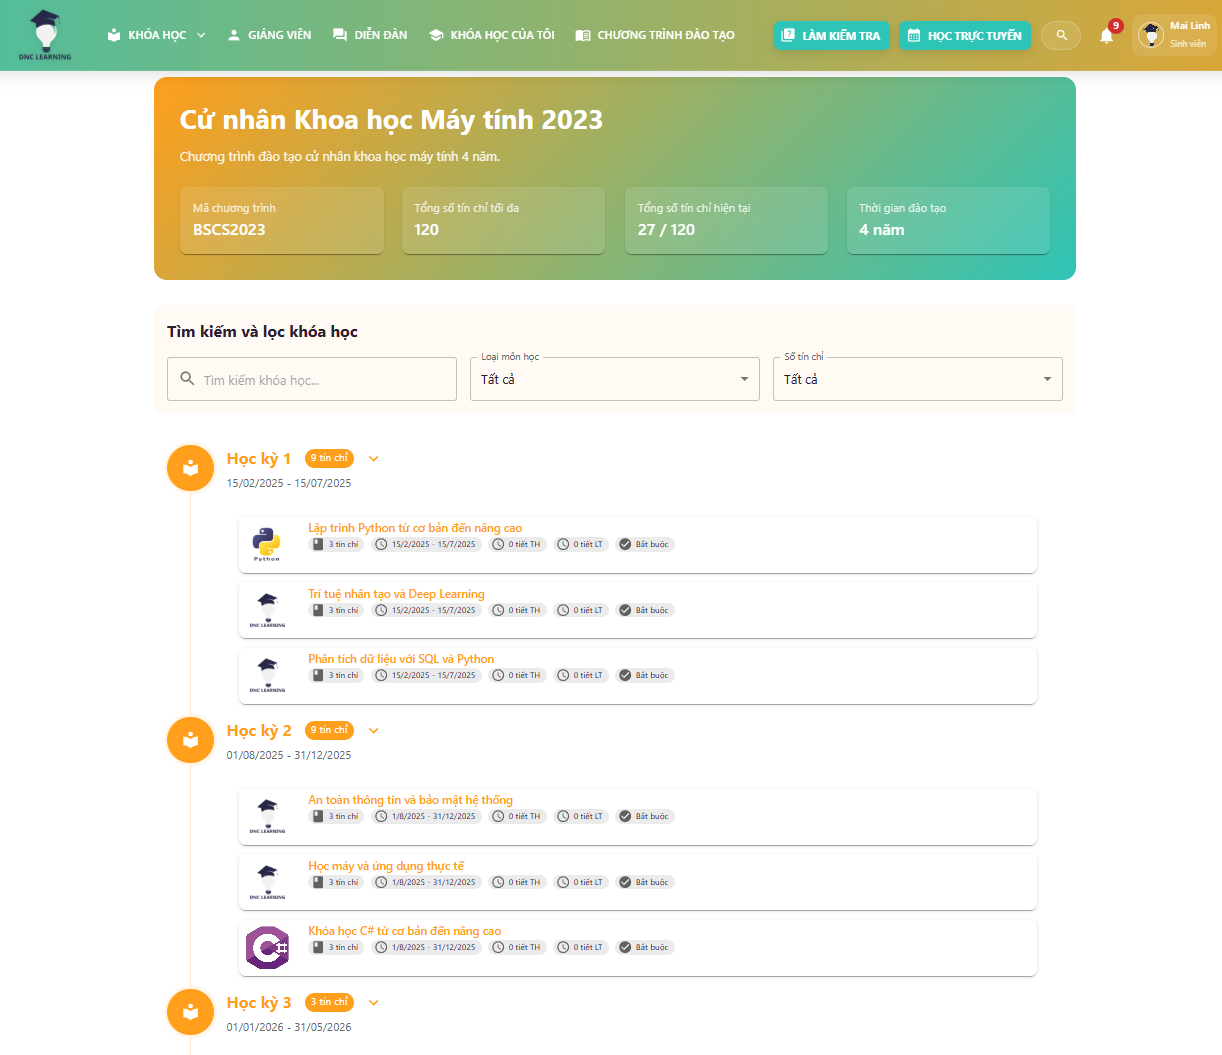 DNC LEARNING
KHÓA HỌC
GIẢNG VIÊN
DIỄN ĐÀN
KHÓA HỌC CỦA TÔI
CHƯƠNG TRÌNH ĐÀO TẠO
LÀM KIỂM TRA
HỌC TRỰC TUYẾN
9
Mai Linh
Sinh viên
Cử nhân Khoa học Máy tính 2023
Chương trình đào tạo cử nhân khoa học máy tính 4 năm.
Mã chương trình
BSCS2023
Tổng số tín chỉ tối đa
120
Tổng số tín chỉ hiện tại
27 / 120
Thời gian đào tạo
4 năm
Tìm kiếm và lọc khóa học
Tìm kiếm khóa học...
Loại môn học
Tất cả
Số tín chỉ
Tất cả
Học kỳ 1 9 tín chỉ
15/02/2025 - 15/07/2025
Python
Lập trình Python từ cơ bản đến nâng cao
3 tín chỉ 15/2/2025 - 15/7/2025 0 tiết TH 0 tiết LT Bắt buộc
DNC LEARNING
Trí tuệ nhân tạo và Deep Learning
3 tín chỉ 15/2/2025 - 15/7/2025 0 tiết TH 0 tiết LT Bắt buộc
DNC LEARNING
Phân tích dữ liệu với SQL và Python
3 tín chỉ 15/2/2025 - 15/7/2025 0 tiết TH 0 tiết LT Bắt buộc
Học kỳ 2 9 tín chỉ
01/08/2025 - 31/12/2025
DNC LEARNING
An toàn thông tin và bảo mật hệ thống
3 tín chỉ 1/8/2025 - 31/12/2025 0 tiết TH 0 tiết LT Bắt buộc
DNC LEARNING
Học máy và ứng dụng thực tế
3 tín chỉ 1/8/2025 - 31/12/2025 0 tiết TH 0 tiết LT Bắt buộc
C#
Khóa học C# từ cơ bản đến nâng cao
3 tín chỉ 1/8/2025 - 31/12/2025 0 tiết TH 0 tiết LT Bắt buộc
Học kỳ 3 3 tín chỉ
01/01/2026 - 31/05/2026